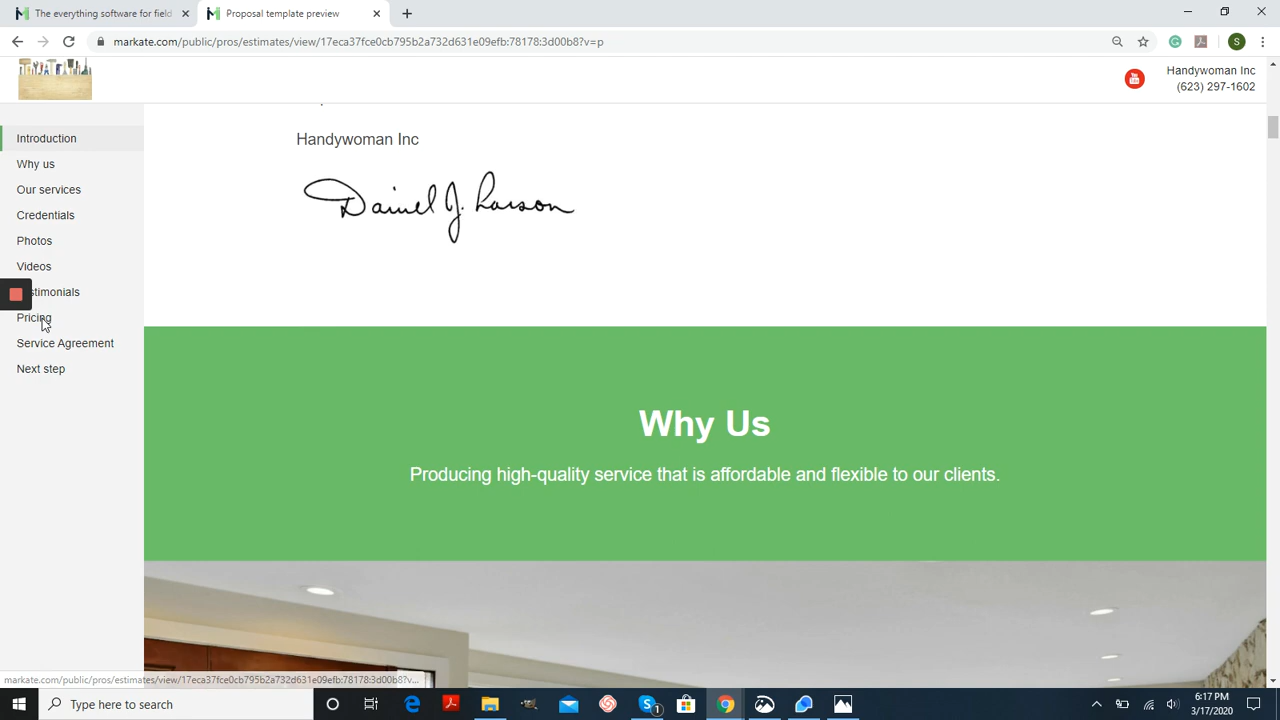 The everything software for field
Proposal template preview
markate.com/public/pros/estimates/view/17eca37fce0cb795b2a732d631e09efb:78178:3d00b8?v=p
S
You
Tube
Handywoman Inc
(623) 297-1602
Introduction
Why us
Our services
Credentials
Photos
Videos
stimonials
Pricing
Service Agreement
Next step
Handywoman Inc
Daniel J. Larson
Why Us
Producing high-quality service that is affordable and flexible to our clients.
markate.com/public/pros/estimates/view/17eca37fce0cb795b2a732d631e09efb:78178:3d00b8?v...
Type here to search
1
6:17 PM
3/17/2020